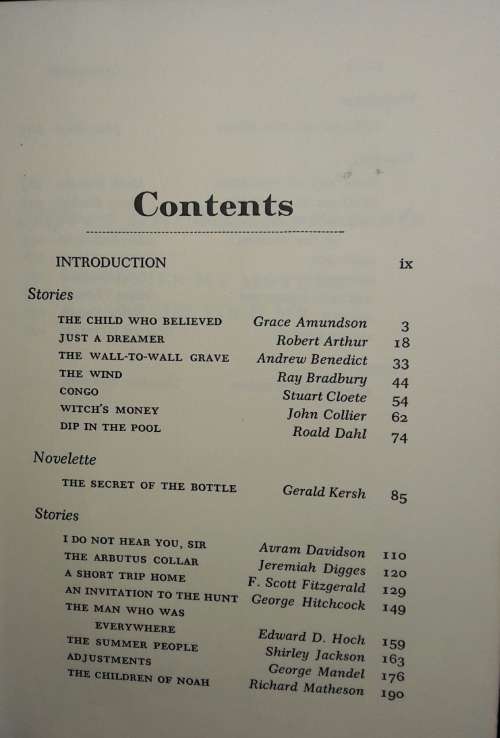 Contents
INTRODUCTION ix
Stories
THE CHILD WHO BELIEVED Grace Amundson 3
JUST A DREAMER Robert Arthur 18
THE WALL-TO-WALL GRAVE Andrew Benedict 33
THE WIND Ray Bradbury 44
CONGO Stuart Cloete 54
WITCH'S MONEY John Collier 62
DIP IN THE POOL Roald Dahl 74
Novelette
THE SECRET OF THE BOTTLE Gerald Kersh 85
Stories
I DO NOT HEAR YOU, SIR Avram Davidson 110
THE ARBUTUS COLLAR Jeremiah Digges 120
A SHORT TRIP HOME F. Scott Fitzgerald 129
AN INVITATION TO THE HUNT George Hitchcock 149
THE MAN WHO WAS
EVERYWHERE Edward D. Hoch 159
THE SUMMER PEOPLE Shirley Jackson 163
ADJUSTMENTS George Mandel 176
THE CHILDREN OF NOAH Richard Matheson 190